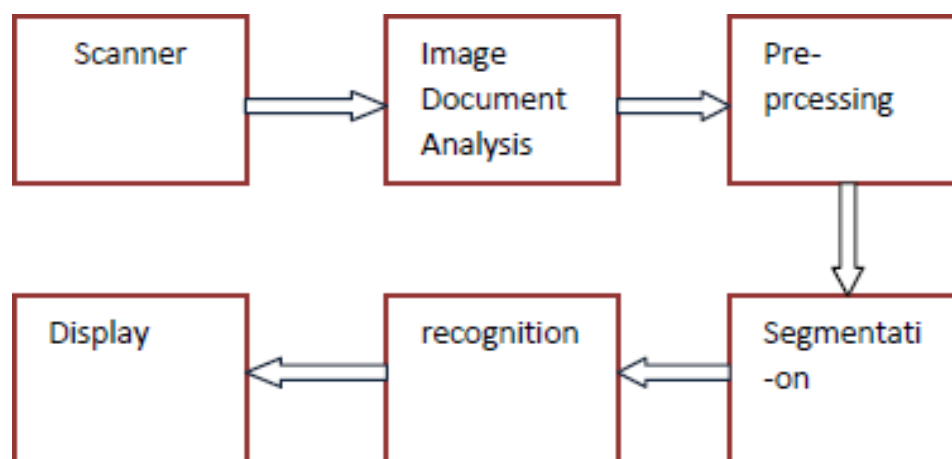 Scanner
Image
Document
Analysis
Pre-
prcessing
Display
recognition
Segmentati
-on